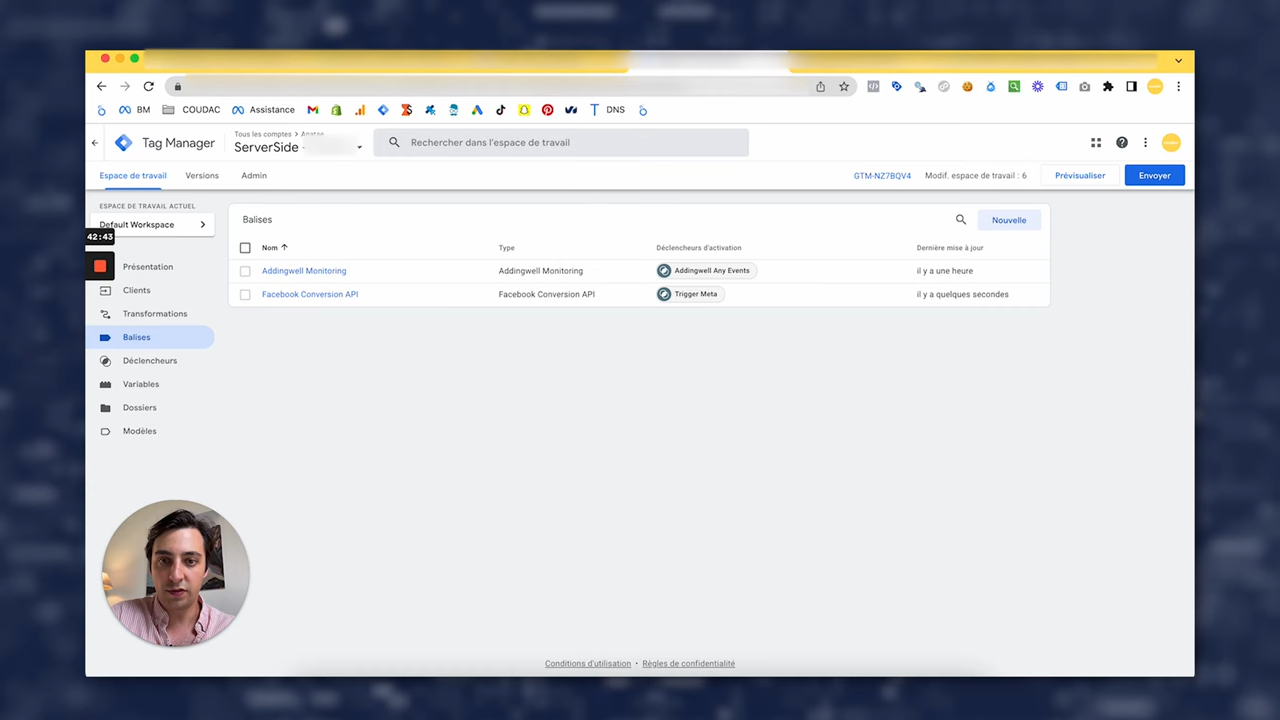 BM
COUDAC
Assistance
DNS
Tag Manager
Tous les comptes >
ServerSide -
Rechercher dans l'espace de travail
Espace de travail
Versions
Admin
GTM-NZ7BQV4
Modif. espace de travail : 6
Prévisualiser
Envoyer
ESPACE DE TRAVAIL ACTUEL
Default Workspace
42:43
Présentation
Clients
Transformations
Balises
Déclencheurs
Variables
Dossiers
Modèles
Balises
Nouvelle
Nom
Type
Déclencheurs d'activation
Dernière mise à jour
Addingwell Monitoring
Addingwell Monitoring
Addingwell Any Events
il y a une heure
Facebook Conversion API
Facebook Conversion API
Trigger Meta
il y a quelques secondes
Conditions d'utilisation · Règles de confidentialité